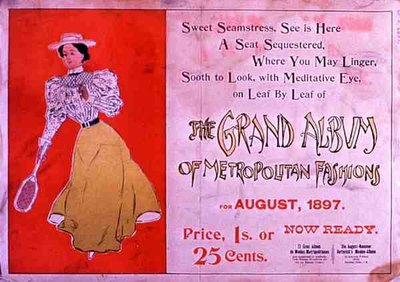 Sweet Seamstress, See is Here
A Seat Sequestered,
Where You May Linger,
Sooth to Look, with Meditative Eye,
on Leaf By Leaf of
THE GRAND ALBUM
OF METROPOLITAN FASHIONS
FOR AUGUST, 1897.
Price, 1s. or
25 Cents.
NOW READY.